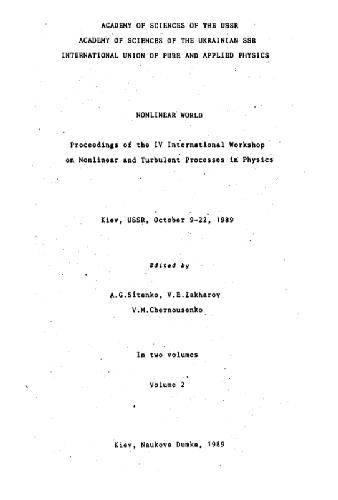 ACADEMY OF SCIENCES OF THE USSR
ACADEMY OF SCIENCES OF THE UKRAINIAN SSR
INTERNATIONAL UNION OF PURE AND APPLIED PHYSICS
NONLINEAR WORLD
Proceedings of the IV International Workshop
on Nonlinear and Turbulent Processes in Physics
Kiev, USSR, October 9-22, 1989
Edited by
A.G.Sitenko, V.E.Zakharov
V.M.Chernousenko
In two volumes
Volume 2
Kiev, Naukova Dumka, 1989